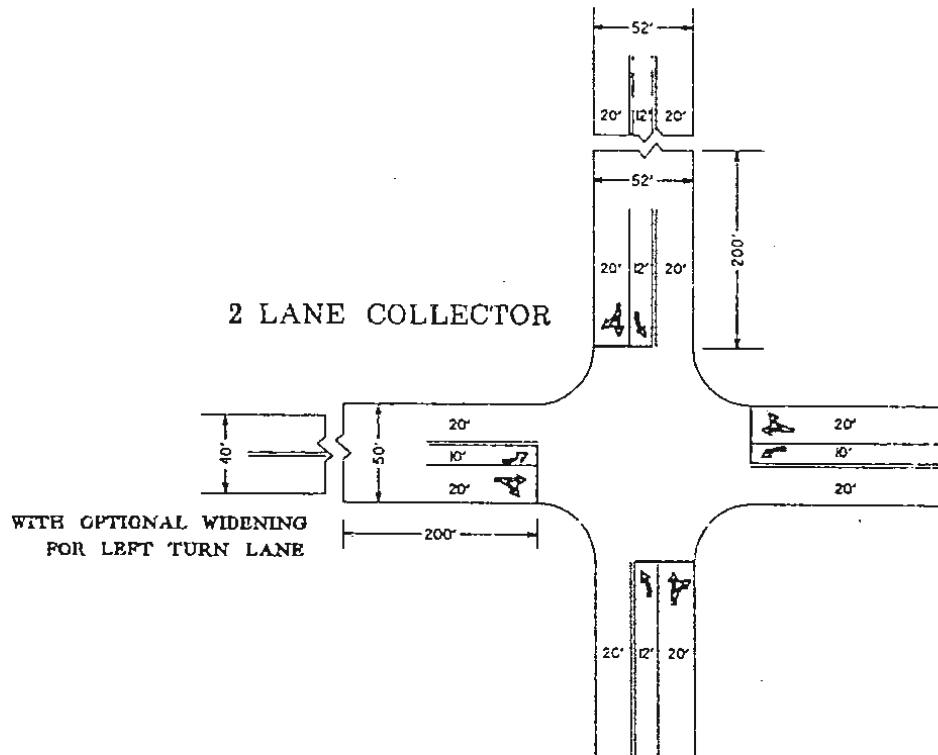 52'
20' 12' 20'
52'
200'
20' 12' 20'
2 LANE COLLECTOR
20' 20'
40' 50' 10' 10'
20' 20'
WITH OPTIONAL WIDENING
FOR LEFT TURN LANE
200'
20' 12' 20'